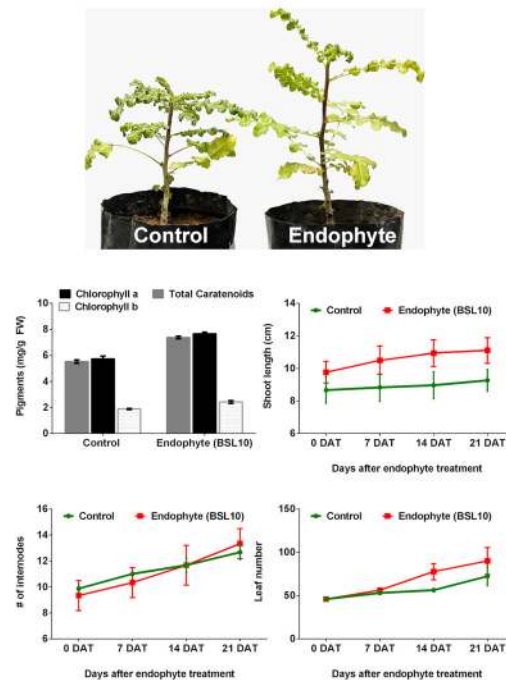 Control
Endophyte
Chlorophyll a
Total Caratenoids
Chlorophyll b
Pigments (mg/g FW)
10
8
6
4
2
0
Control
Endophyte (BSL10)
Control
Endophyte (BSL10)
Shoot length (cm)
14
12
10
8
6
0 DAT
7 DAT
14 DAT
21 DAT
Days after endophyte treatment
Control
Endophyte (BSL10)
# of internodes
16
14
12
10
8
6
0 DAT
7 DAT
14 DAT
21 DAT
Days after endophyte treatment
Control
Endophyte (BSL10)
Leaf number
150
100
50
0
0 DAT
7 DAT
14 DAT
21 DAT
Days after endophyte treatment